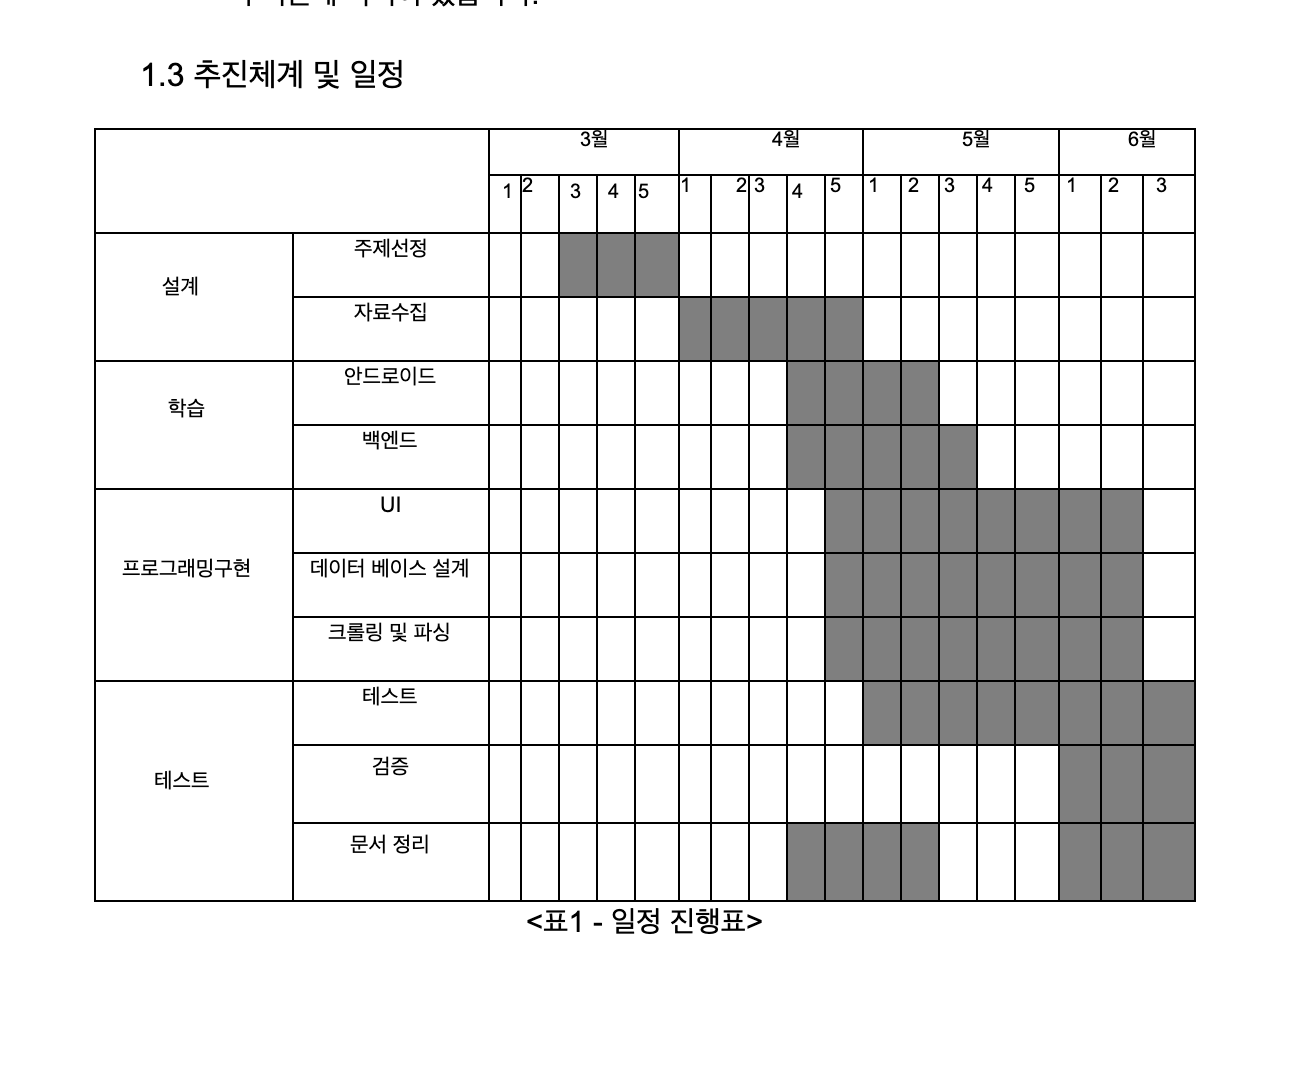 1.3 추진체계 및 일정
3월 4월 5월 6월
1 2 3 4 5 1 2 3 4 5 1 2 3 4 5 1 2 3
설계
주제선정
자료수집
학습
안드로이드
백엔드
프로그래밍구현
UI
데이터 베이스 설계
크롤링 및 파싱
테스트
테스트
검증
문서 정리
<표1 - 일정 진행표>